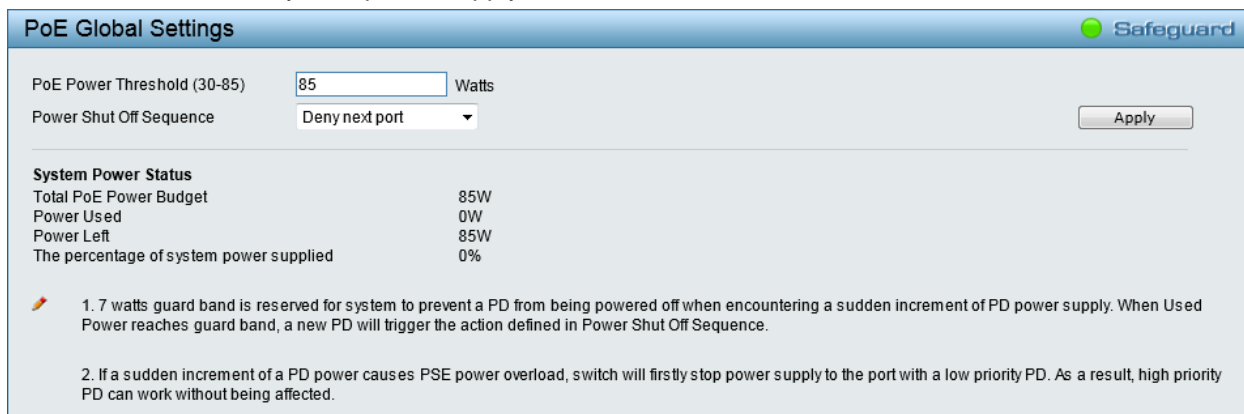 PoE Global Settings
Safeguard
PoE Power Threshold (30-85) 85 Watts
Power Shut Off Sequence Deny next port
Apply
System Power Status
Total PoE Power Budget 85W
Power Used 0W
Power Left 85W
The percentage of system power supplied 0%
1. 7 watts guard band is reserved for system to prevent a PD from being powered off when encountering a sudden increment of PD power supply. When Used
Power reaches guard band, a new PD will trigger the action defined in Power Shut Off Sequence.
2. If a sudden increment of a PD power causes PSE power overload, switch will firstly stop power supply to the port with a low priority PD. As a result, high priority
PD can work without being affected.